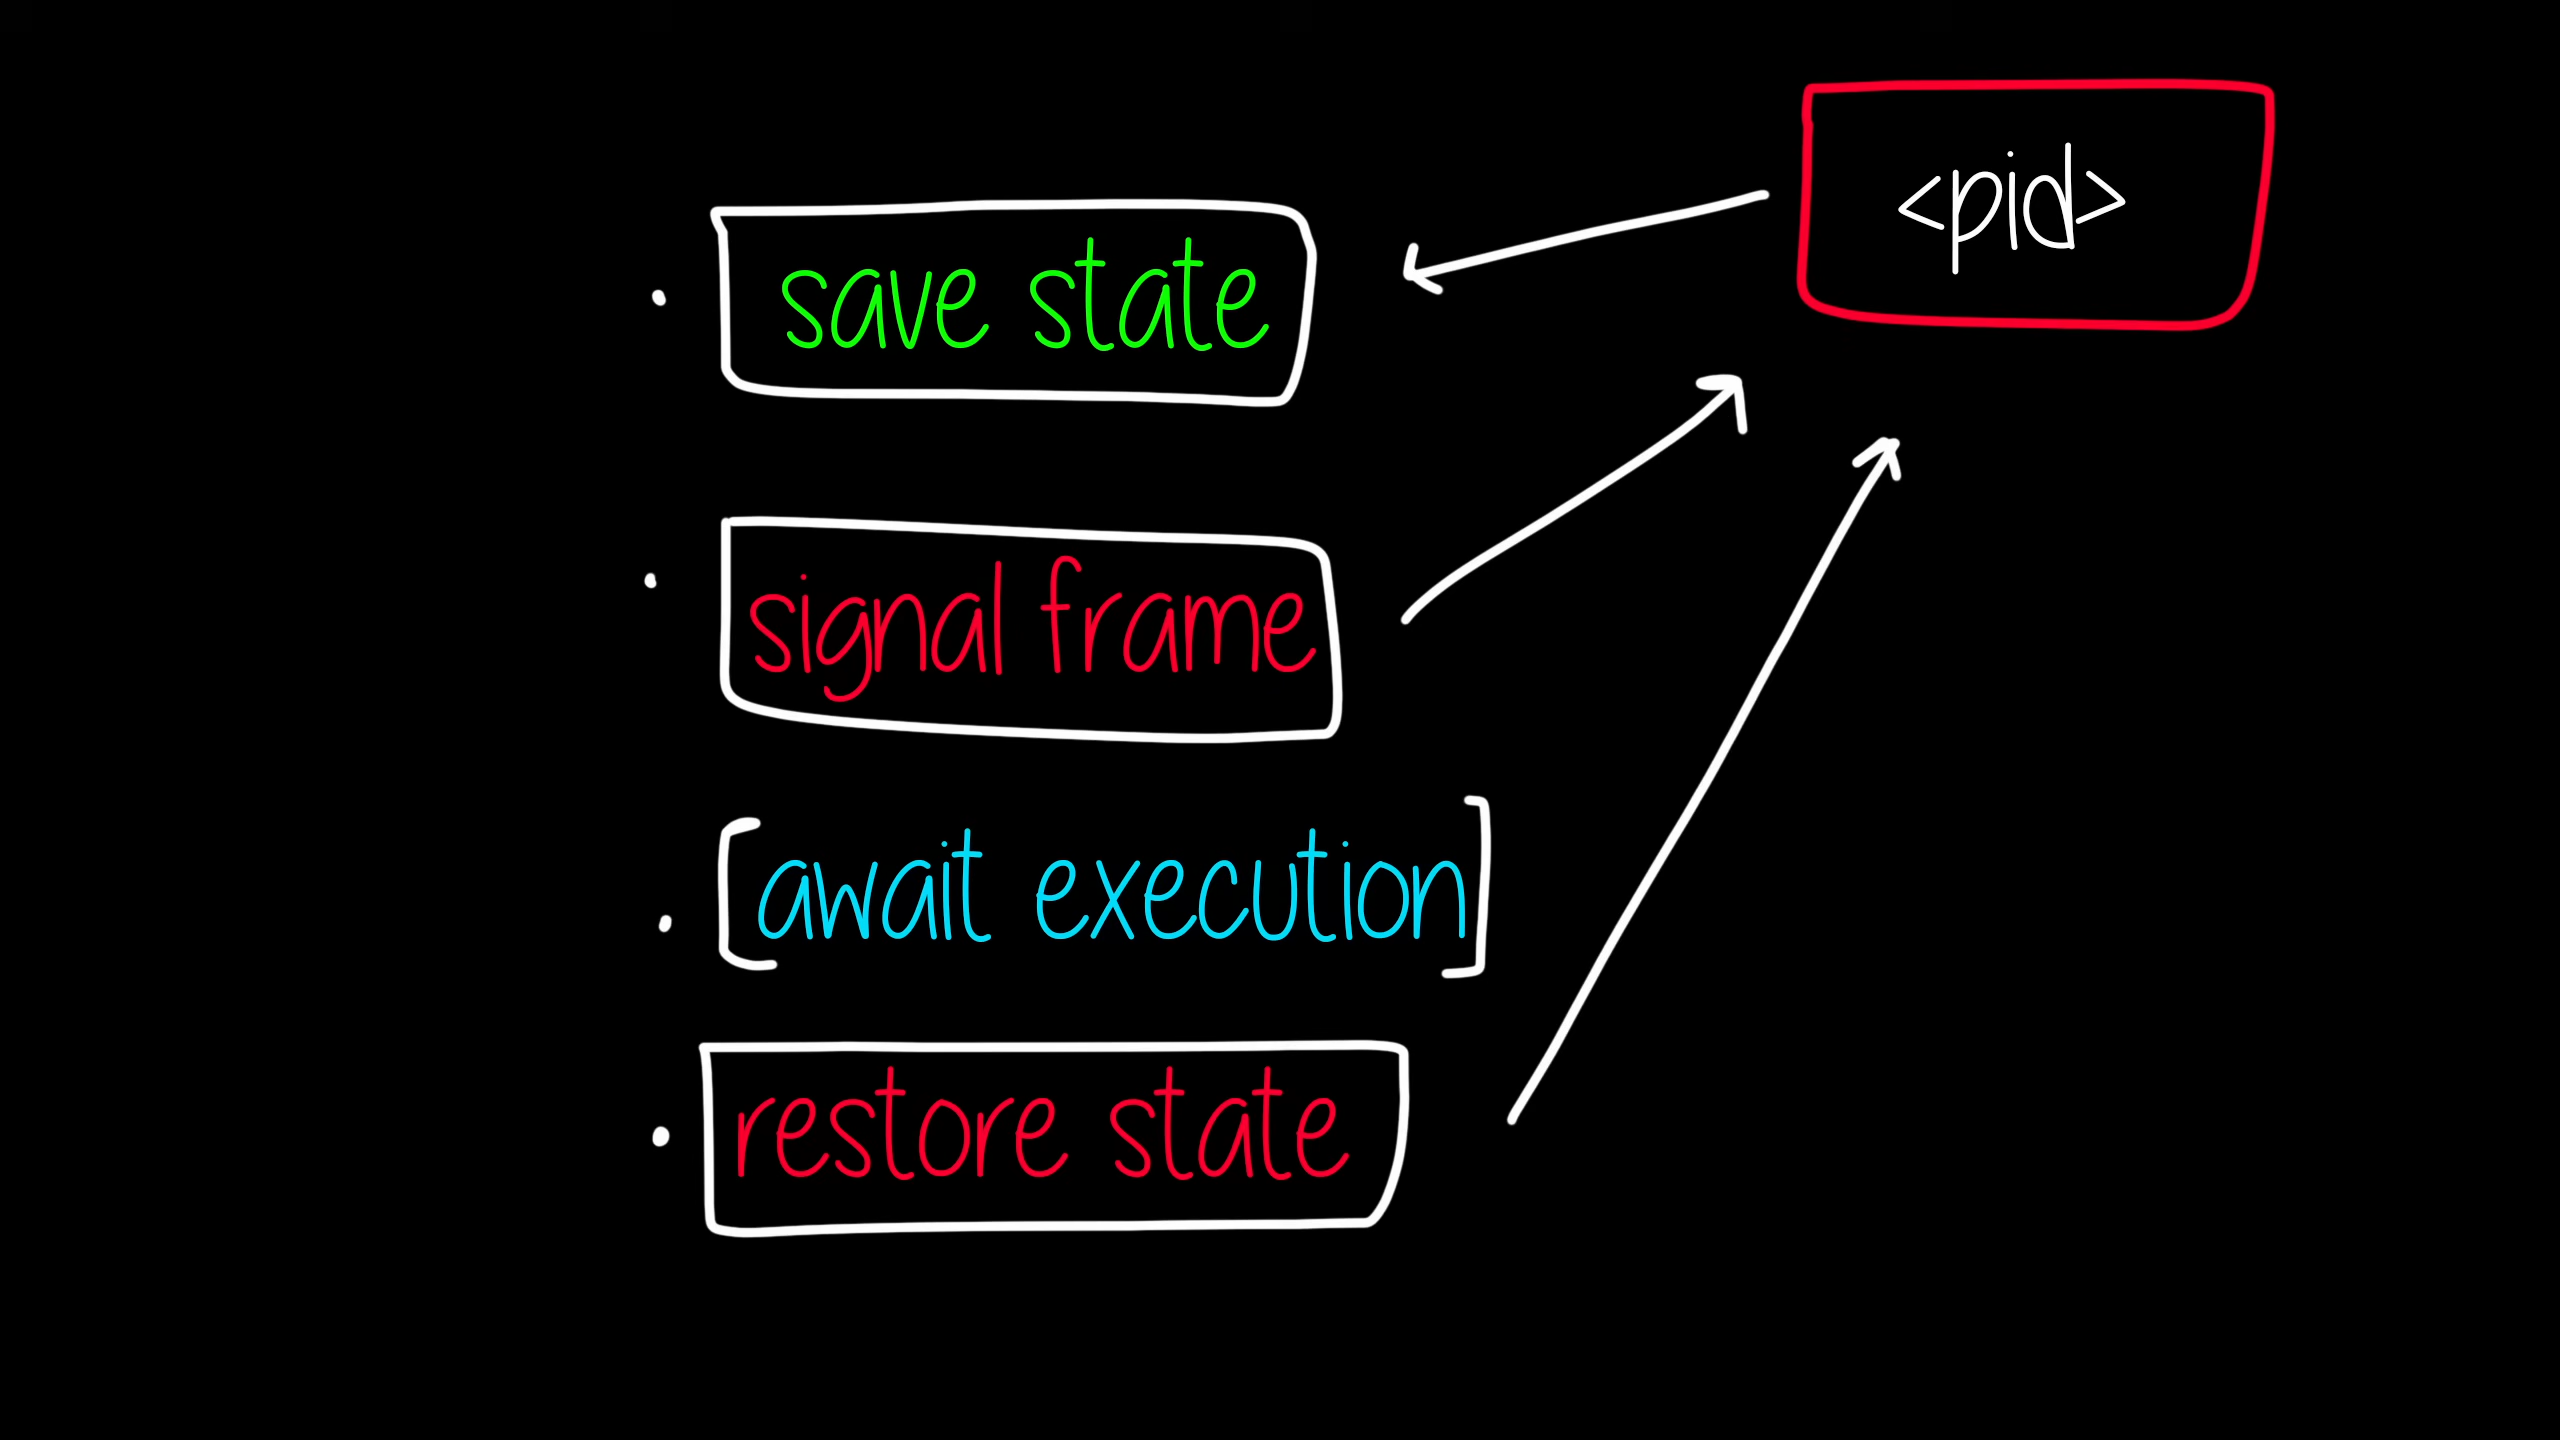 <pid>
save state
signal frame
[await execution]
restore state